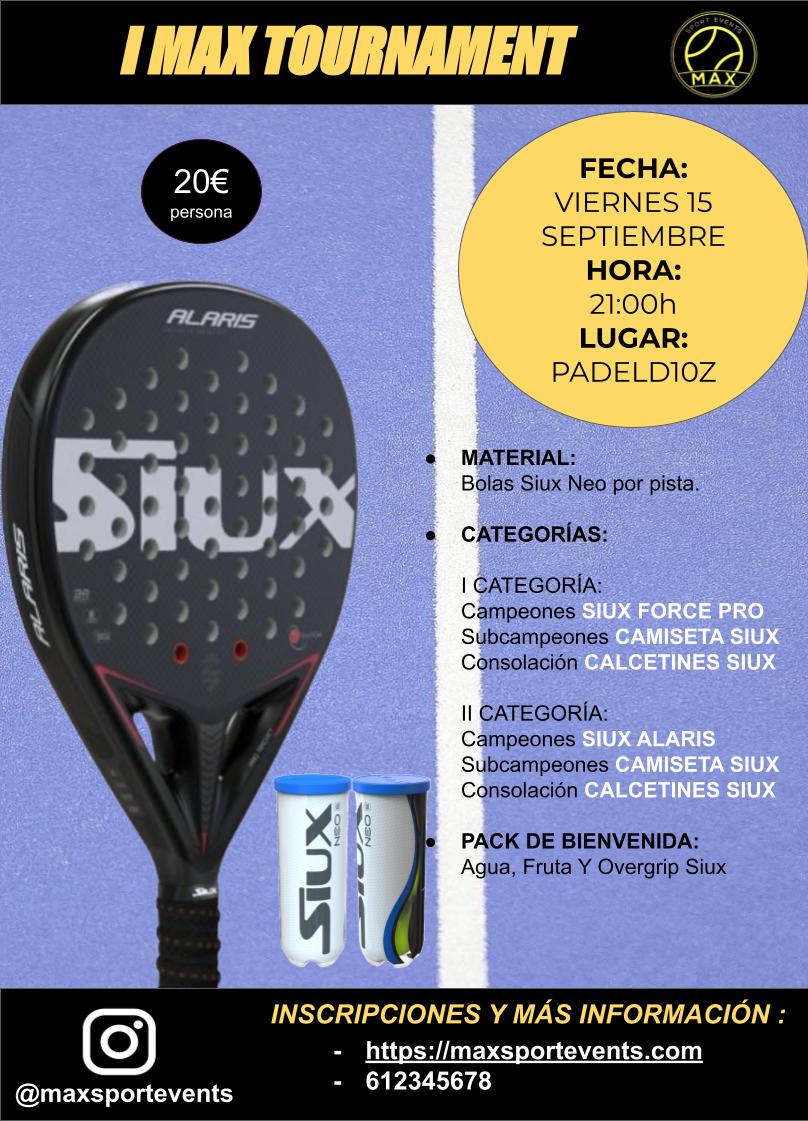 I MAX TOURNAMENT
SPORT EVENTS
MAX
20€
persona
FECHA:
VIERNES 15
SEPTIEMBRE
HORA:
21:00h
LUGAR:
PADELD10Z
ALARIS
SIUX
ALARIS
● MATERIAL:
Bolas Siux Neo por pista.
● CATEGORÍAS:
I CATEGORÍA:
Campeones SIUX FORCE PRO
Subcampeones CAMISETA SIUX
Consolación CALCETINES SIUX
II CATEGORÍA:
Campeones SIUX ALARIS
Subcampeones CAMISETA SIUX
Consolación CALCETINES SIUX
● PACK DE BIENVENIDA:
Agua, Fruta Y Overgrip Siux
SIUX
NEO
SIUX
NEO
SIUX
INSCRIPCIONES Y MÁS INFORMACIÓN :
- https://maxsportevents.com
- 612345678
@maxsportevents